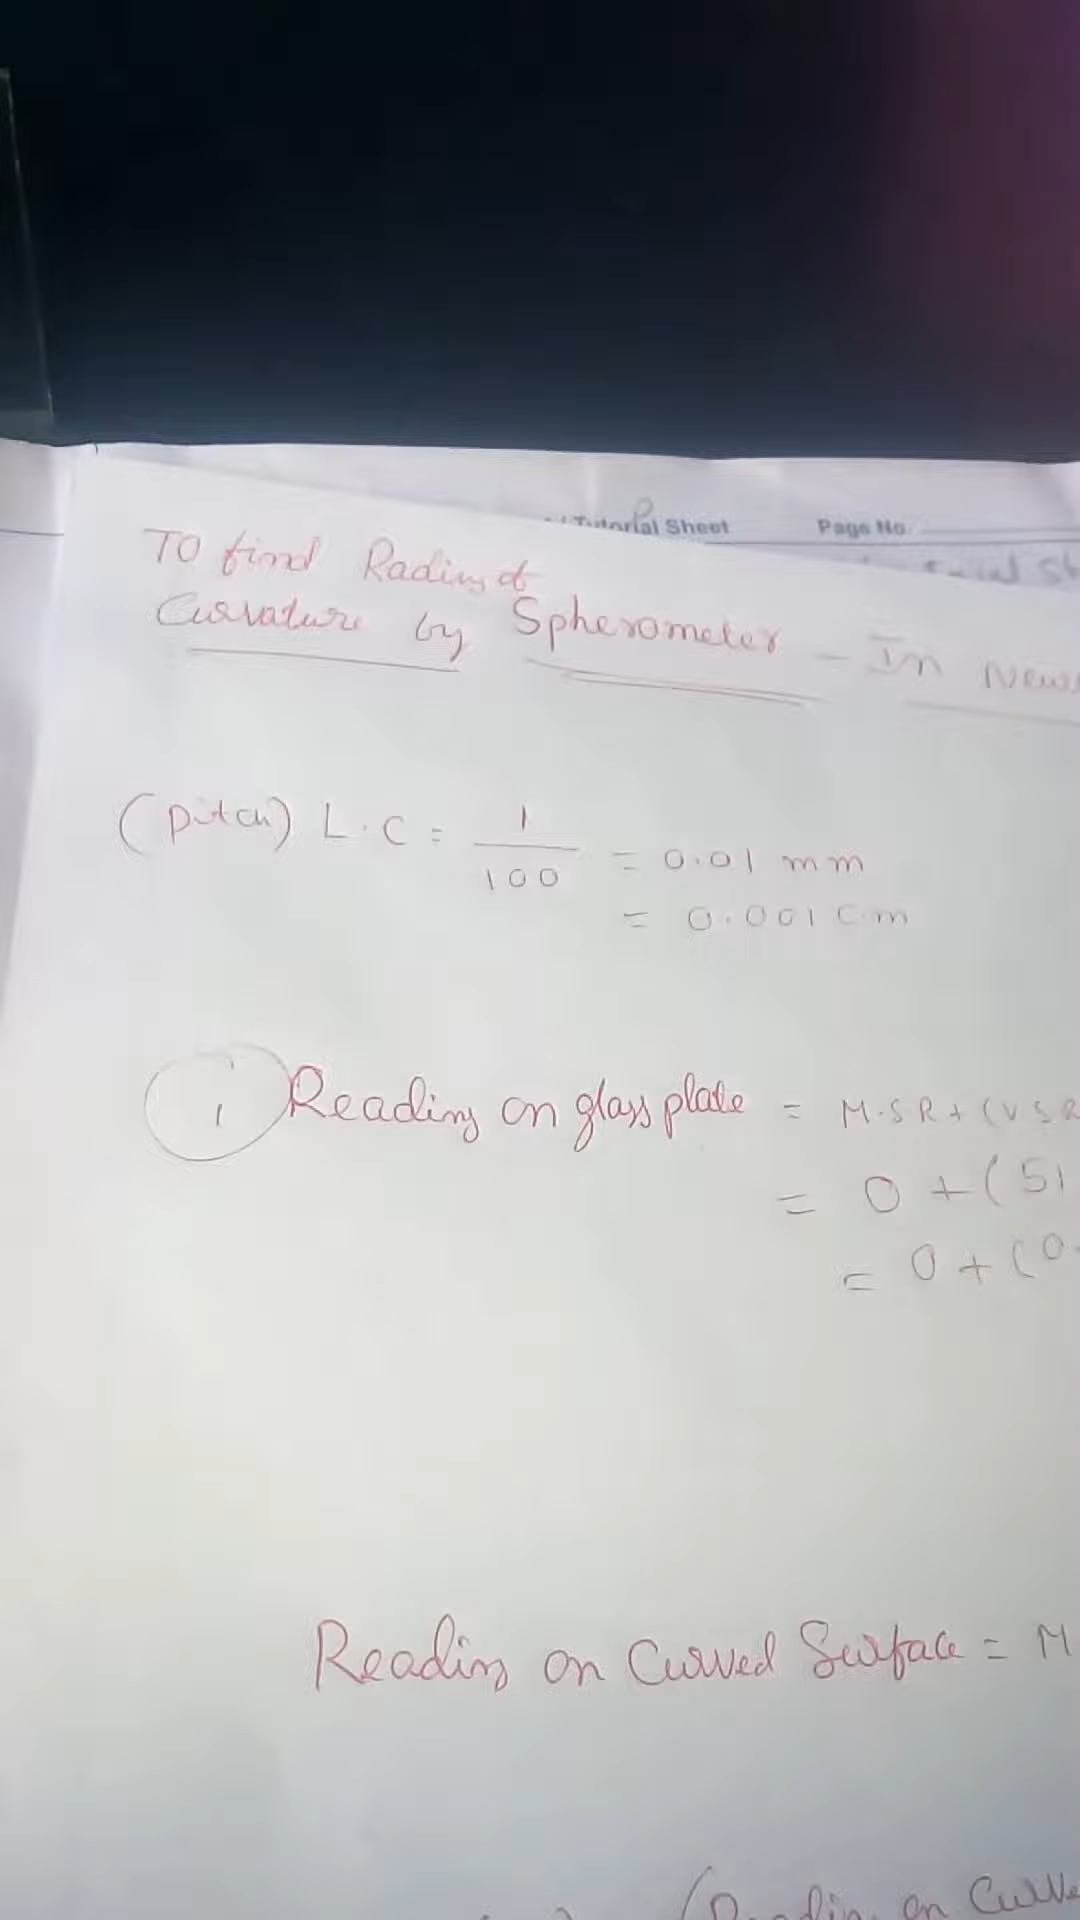 Tutorial Sheet Page No
To find Radius of
Curvature by Spherometer - In New
(Pitch) L.C = 1/100 = 0.01 mm
= 0.001 cm
1 Reading on glass plate = M.S R + (V S R
= 0 + (51
= 0 + (0.
Reading on Curved Surface = M
(Reading on Curve